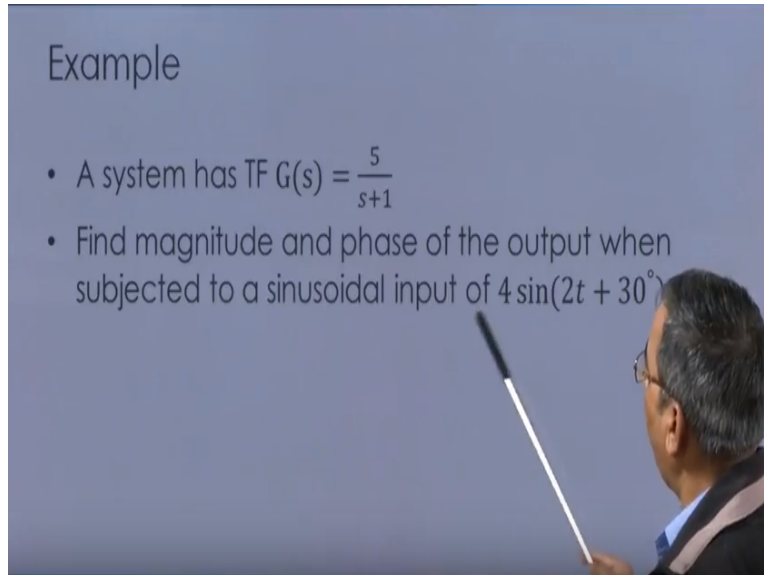 Example
• A system has TF G(s) = 5/(s+1)
• Find magnitude and phase of the output when
subjected to a sinusoidal input of 4 sin(2t + 30°)